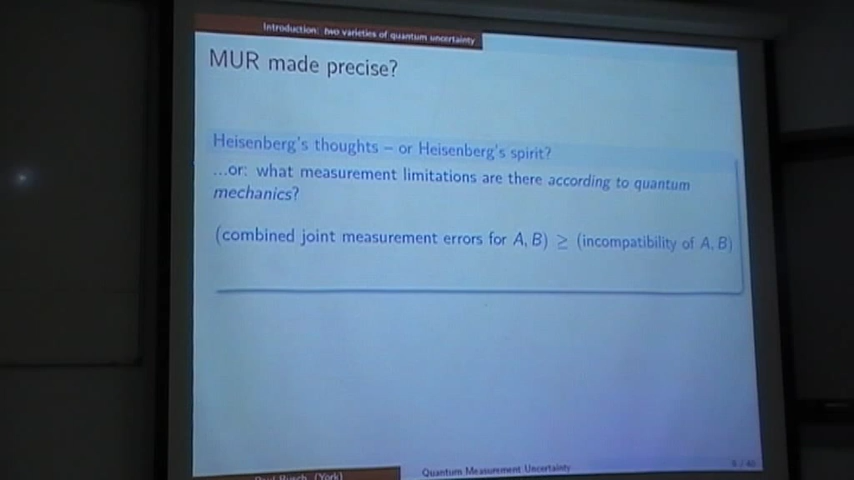 Introduction: two varieties of quantum uncertainty
MUR made precise?
Heisenberg's thoughts – or Heisenberg's spirit?
...or: what measurement limitations are there according to quantum
mechanics?
(combined joint measurement errors for A, B) ≥ (incompatibility of A, B)
Paul Busch (York)
Quantum Measurement Uncertainty